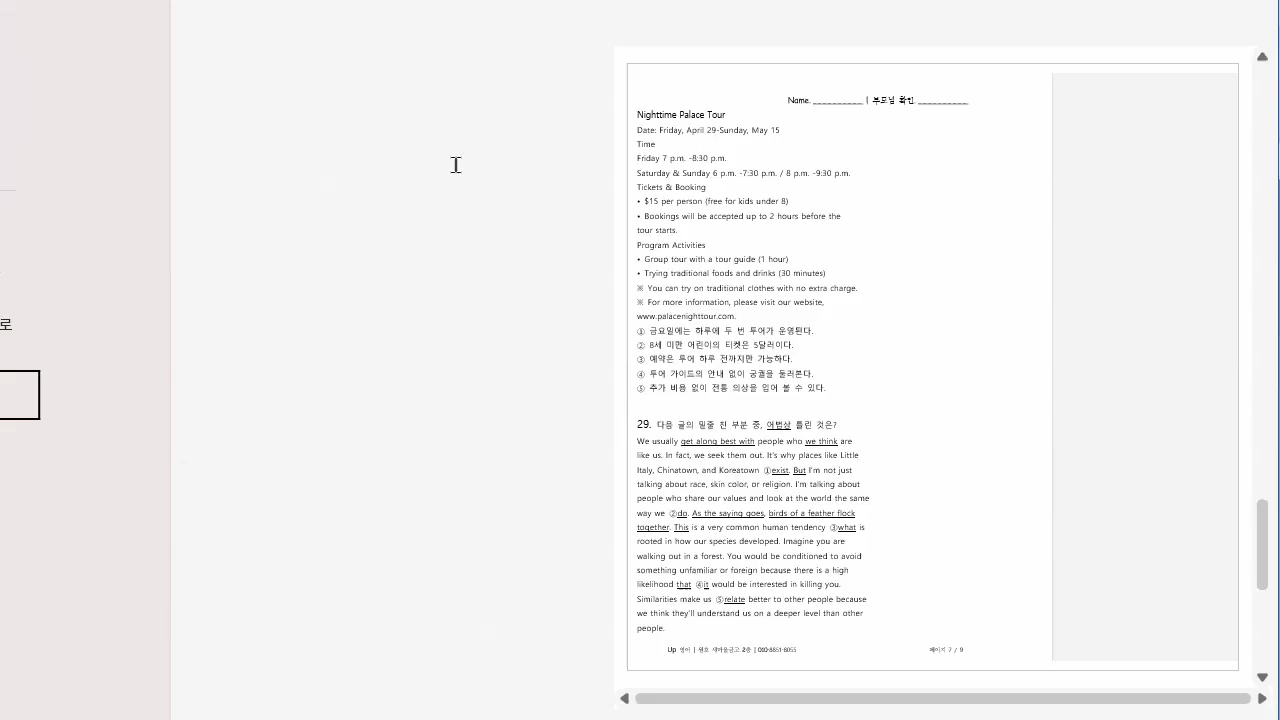 로
Name. __________ | 부모님 확인. __________
Nighttime Palace Tour
Date: Friday, April 29-Sunday, May 15
Time
Friday 7 p.m. -8:30 p.m.
Saturday & Sunday 6 p.m. -7:30 p.m. / 8 p.m. -9:30 p.m.
Tickets & Booking
• $15 per person (free for kids under 8)
• Bookings will be accepted up to 2 hours before the
tour starts.
Program Activities
• Group tour with a tour guide (1 hour)
• Trying traditional foods and drinks (30 minutes)
※ You can try on traditional clothes with no extra charge.
※ For more information, please visit our website,
www.palacenighttour.com.
① 금요일에는 하루에 두 번 투어가 운영된다.
② 8세 미만 어린이의 티켓은 5달러이다.
③ 예약은 투어 하루 전까지만 가능하다.
④ 투어 가이드의 안내 없이 궁궐을 둘러본다.
⑤ 추가 비용 없이 전통 의상을 입어 볼 수 있다.
29. 다음 글의 밑줄 친 부분 중, 어법상 틀린 것은?
We usually get along best with people who we think are
like us. In fact, we seek them out. It's why places like Little
Italy, Chinatown, and Koreatown ①exist. But I'm not just
talking about race, skin color, or religion. I'm talking about
people who share our values and look at the world the same
way we ②do. As the saying goes, birds of a feather flock
together. This is a very common human tendency ③what is
rooted in how our species developed. Imagine you are
walking out in a forest. You would be conditioned to avoid
something unfamiliar or foreign because there is a high
likelihood that ④it would be interested in killing you.
Similarities make us ⑤relate better to other people because
we think they'll understand us on a deeper level than other
people.
Up 영어 | 원호 새마을금고 2층 | 010-8851-8055
페이지 7 / 9